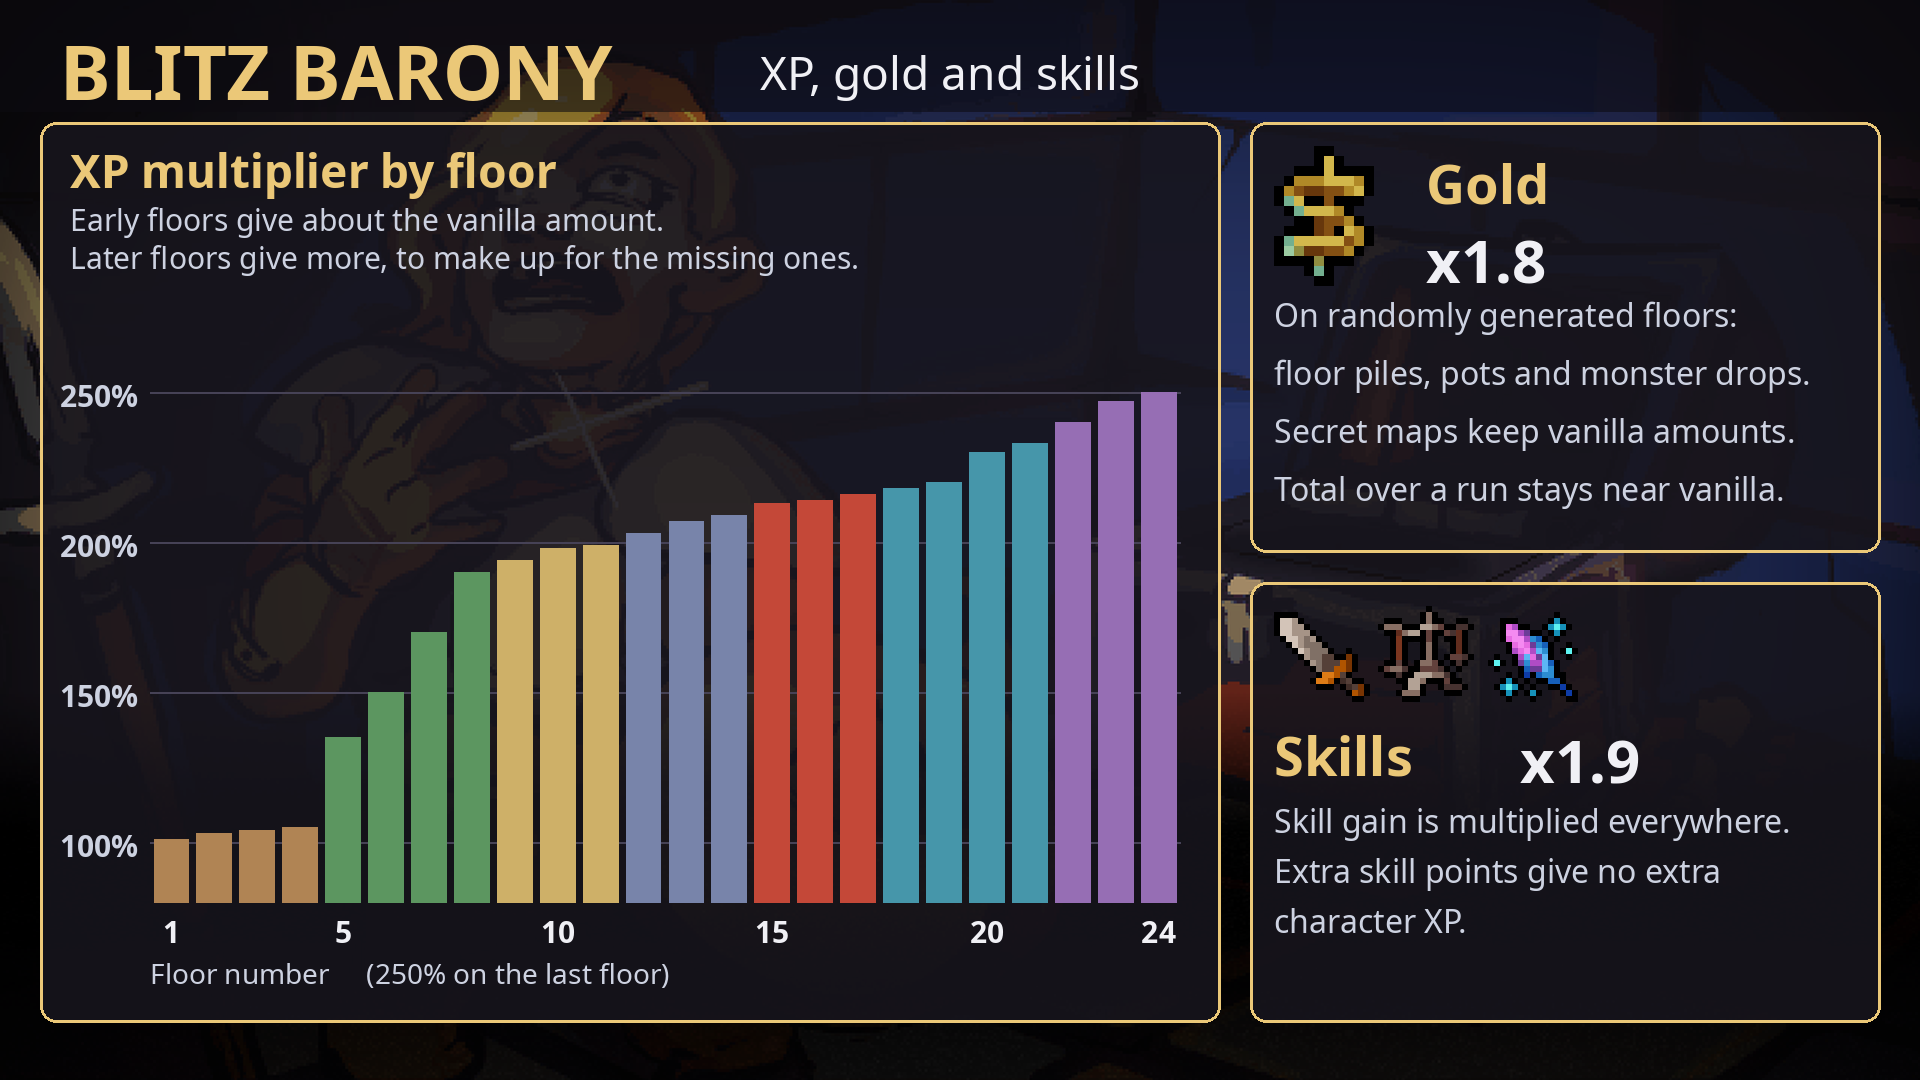 BLITZ BARONY
XP, gold and skills
XP multiplier by floor
Early floors give about the vanilla amount.
Later floors give more, to make up for the missing ones.
250%
200%
150%
100%
1 5 10 15 20 24
Floor number (250% on the last floor)
Gold
x1.8
On randomly generated floors:
floor piles, pots and monster drops.
Secret maps keep vanilla amounts.
Total over a run stays near vanilla.
Skills x1.9
Skill gain is multiplied everywhere.
Extra skill points give no extra
character XP.